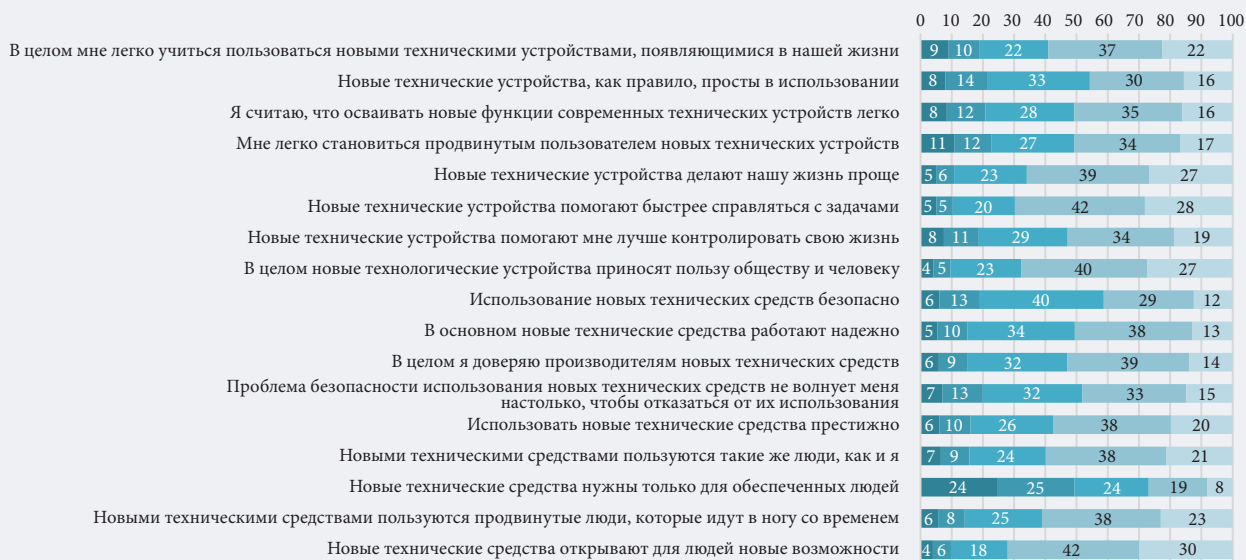 0 10 20 30 40 50 60 70 80 90 100
В целом мне легко учиться пользоваться новыми техническими устройствами, появляющимися в нашей жизни 9 10 22 37 22
Новые технические устройства, как правило, просты в использовании 8 14 33 30 16
Я считаю, что осваивать новые функции современных технических устройств легко 8 12 28 35 16
Мне легко становиться продвинутым пользователем новых технических устройств 11 12 27 34 17
Новые технические устройства делают нашу жизнь проще 5 6 23 39 27
Новые технические устройства помогают быстрее справляться с задачами 5 5 20 42 28
Новые технические устройства помогают мне лучше контролировать свою жизнь 8 11 29 34 19
В целом новые технологические устройства приносят пользу обществу и человеку 4 5 23 40 27
Использование новых технических средств безопасно 6 13 40 29 12
В основном новые технические средства работают надежно 5 10 34 38 13
В целом я доверяю производителям новых технических средств 6 9 32 39 14
Проблема безопасности использования новых технических средств не волнует меня
настолько, чтобы отказаться от их использования 7 13 32 33 15
Использовать новые технические средства престижно 6 10 26 38 20
Новыми техническими средствами пользуются такие же люди, как и я 7 9 24 38 21
Новые технические средства нужны только для обеспеченных людей 24 25 24 19 8
Новыми техническими средствами пользуются продвинутые люди, которые идут в ногу со временем 6 8 25 38 23
Новые технические средства открывают для людей новые возможности 4 6 18 42 30